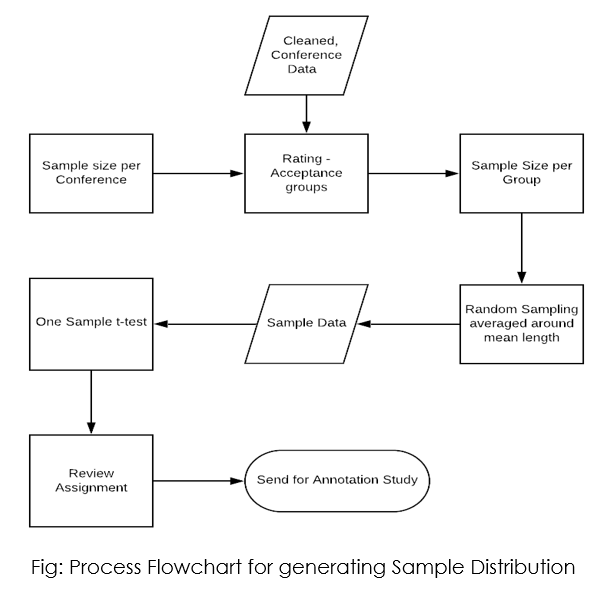 Cleaned,
Conference
Data
Sample size per
Conference
Rating -
Acceptance
groups
Sample Size per
Group
One Sample t-test
Sample Data
Random Sampling
averaged around
mean length
Review
Assignment
Send for Annotation Study
Fig: Process Flowchart for generating Sample Distribution